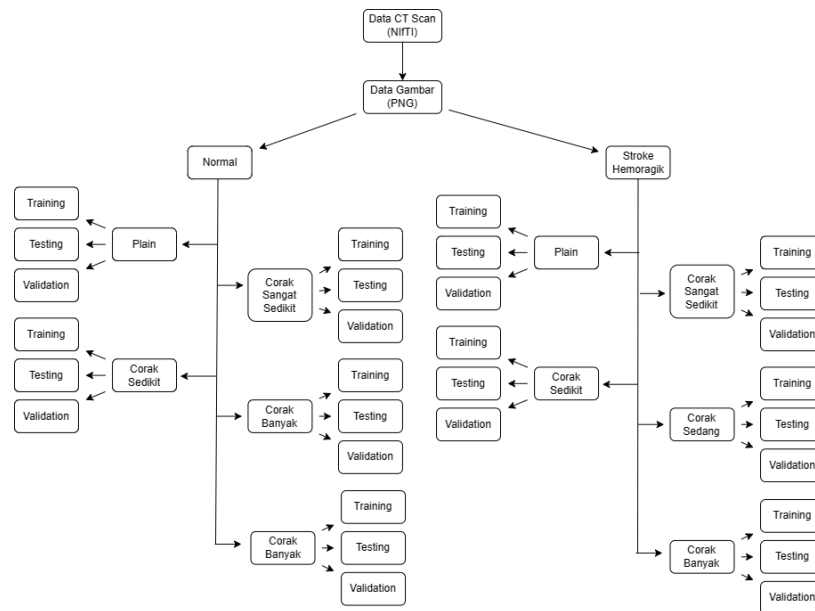 Data CT Scan
(NIfTI)
Data Gambar
(PNG)
Normal
Stroke
Hemoragik
Training
Testing
Validation
Plain
Corak
Sangat
Sedikit
Training
Testing
Validation
Training
Testing
Validation
Corak
Sedikit
Corak
Banyak
Training
Testing
Validation
Corak
Banyak
Training
Testing
Validation
Training
Testing
Validation
Plain
Corak
Sangat
Sedikit
Training
Testing
Validation
Training
Testing
Validation
Corak
Sedikit
Corak
Sedang
Training
Testing
Validation
Corak
Banyak
Training
Testing
Validation